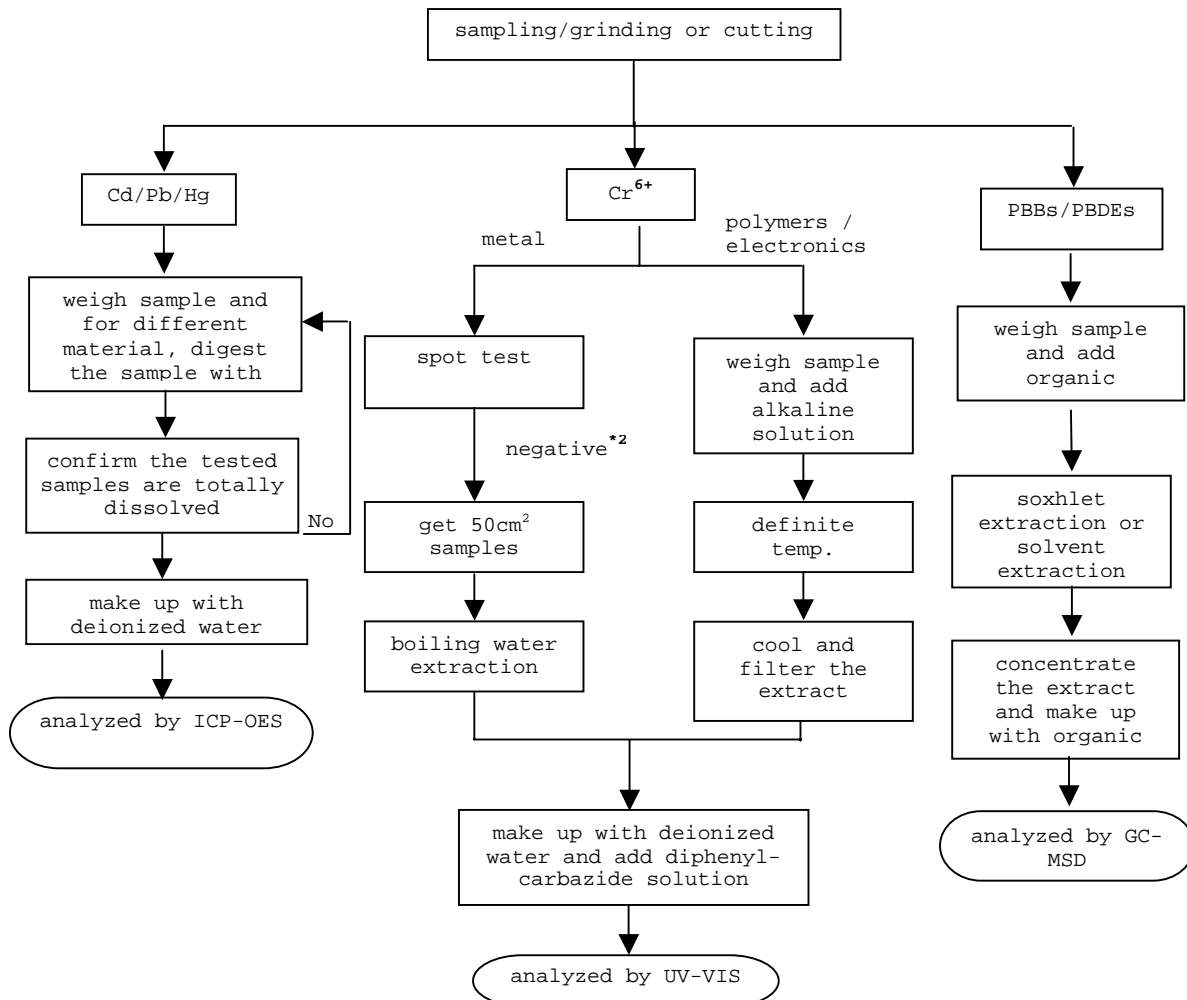 sampling/grinding or cutting
Cd/Pb/Hg
weigh sample and
for different
material, digest
the sample with
confirm the tested
samples are totally
dissolved
No
make up with
deionized water
analyzed by ICP-OES
Cr⁶⁺
metal
spot test
negative*²
get 50cm²
samples
boiling water
extraction
polymers /
electronics
weigh sample
and add
alkaline
solution
definite
temp.
cool and
filter the
extract
make up with deionized
water and add diphenyl-
carbazide solution
analyzed by UV-VIS
PBBs/PBDEs
weigh sample
and add
organic
soxhlet
extraction or
solvent
extraction
concentrate
the extract
and make up
with organic
analyzed by GC-
MSD